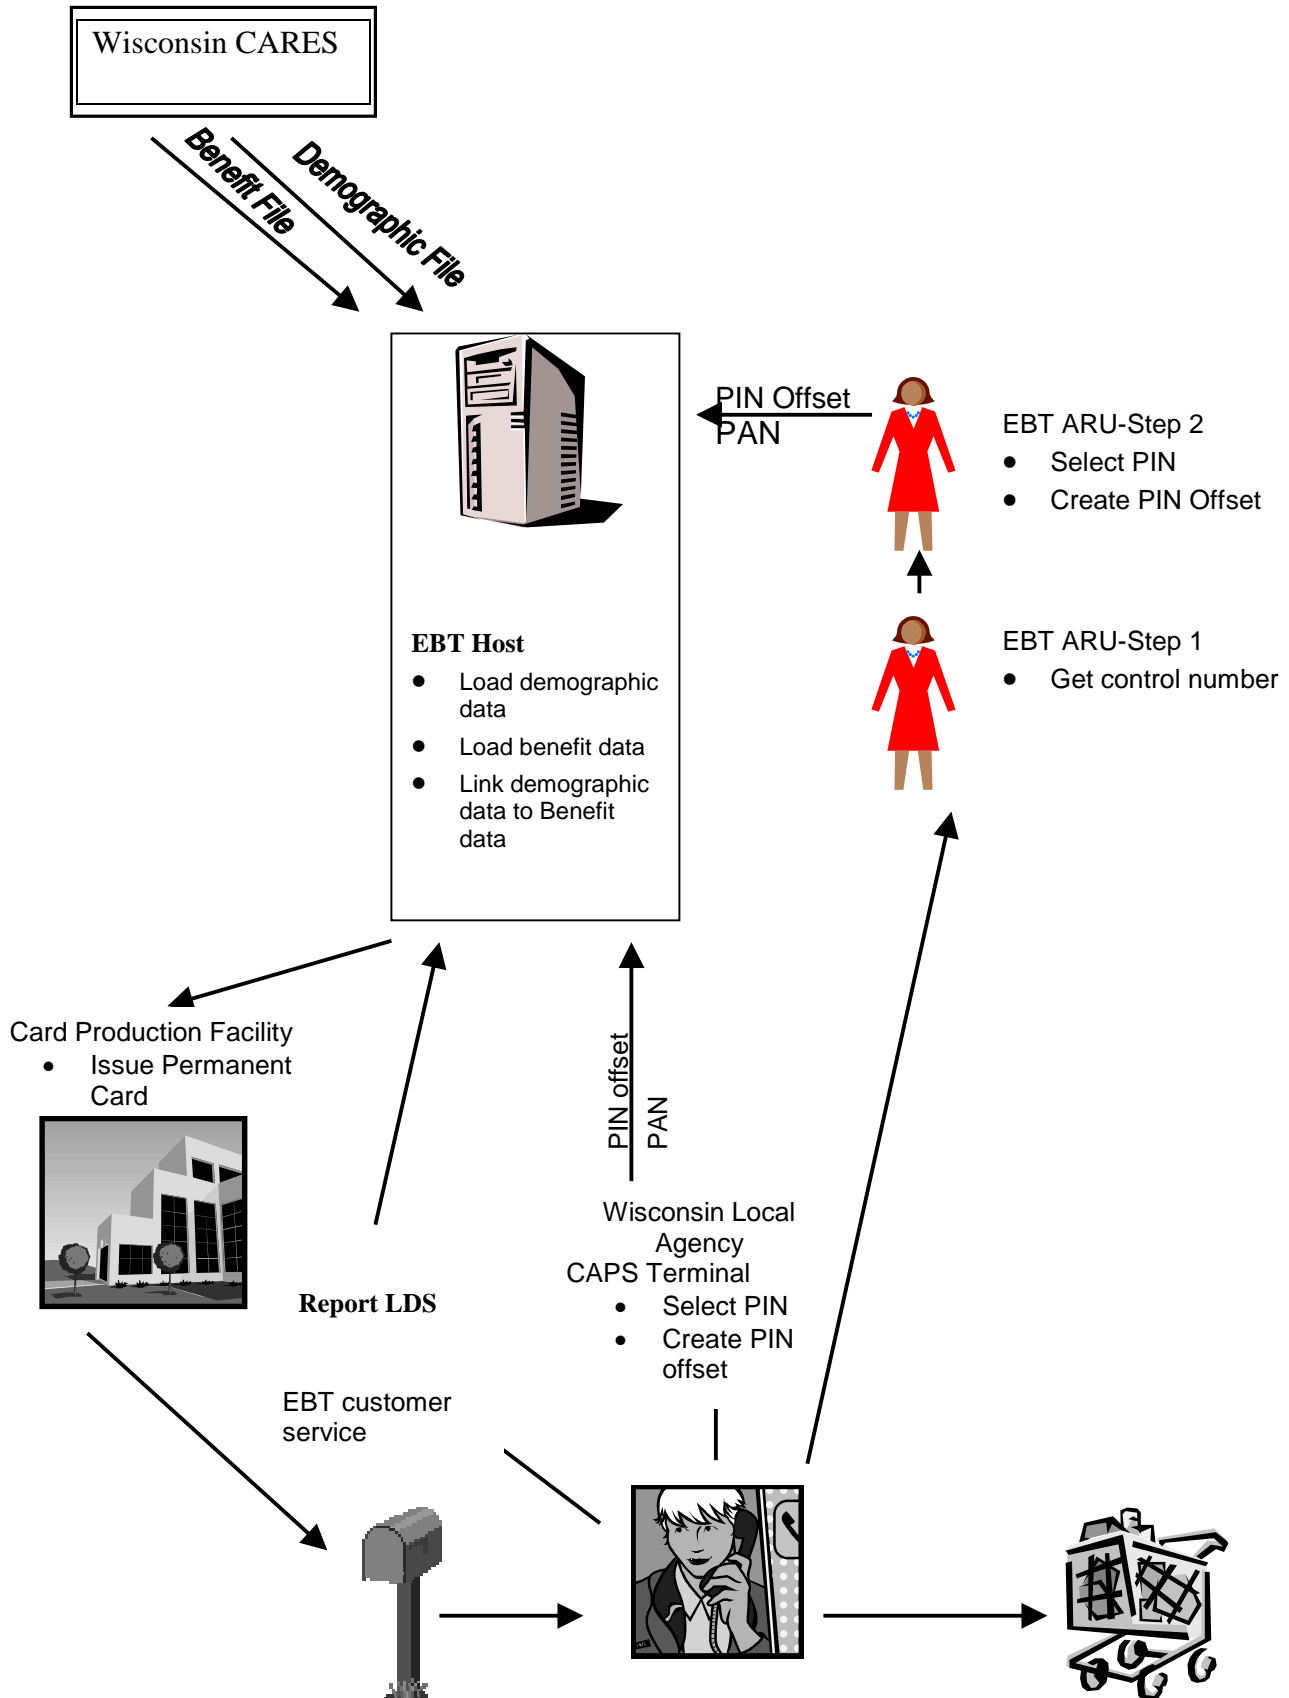 Wisconsin CARES
Benefit File
Demographic File
PIN Offset
PAN
EBT ARU-Step 2
● Select PIN
● Create PIN Offset
EBT Host
● Load demographic
data
● Load benefit data
● Link demographic
data to Benefit
data
EBT ARU-Step 1
● Get control number
Card Production Facility
● Issue Permanent
Card
PIN offset
PAN
Wisconsin Local
Agency
CAPS Terminal
● Select PIN
● Create PIN
offset
Report LDS
EBT customer
service